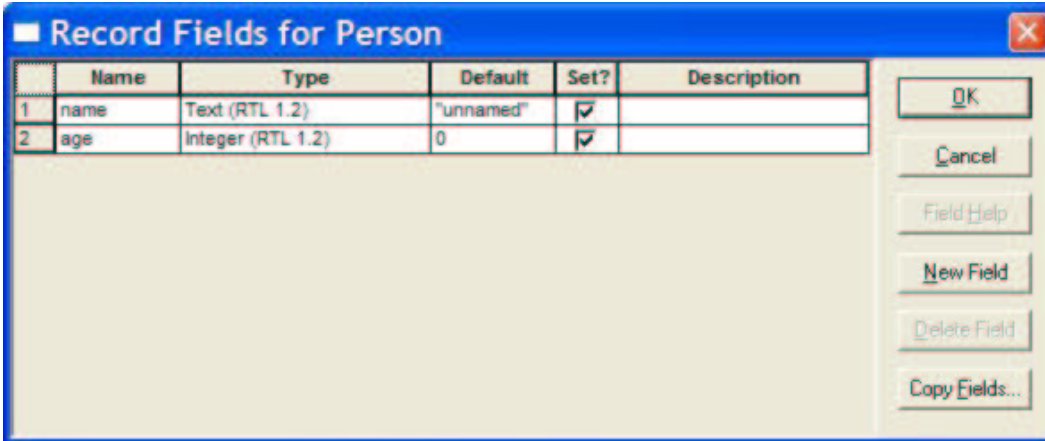 Record Fields for Person
Name Type Default Set? Description
1 name Text (RTL 1.2) "unnamed"
2 age Integer (RTL 1.2) 0
OK
Cancel
Field Help
New Field
Delete Field
Copy Fields...